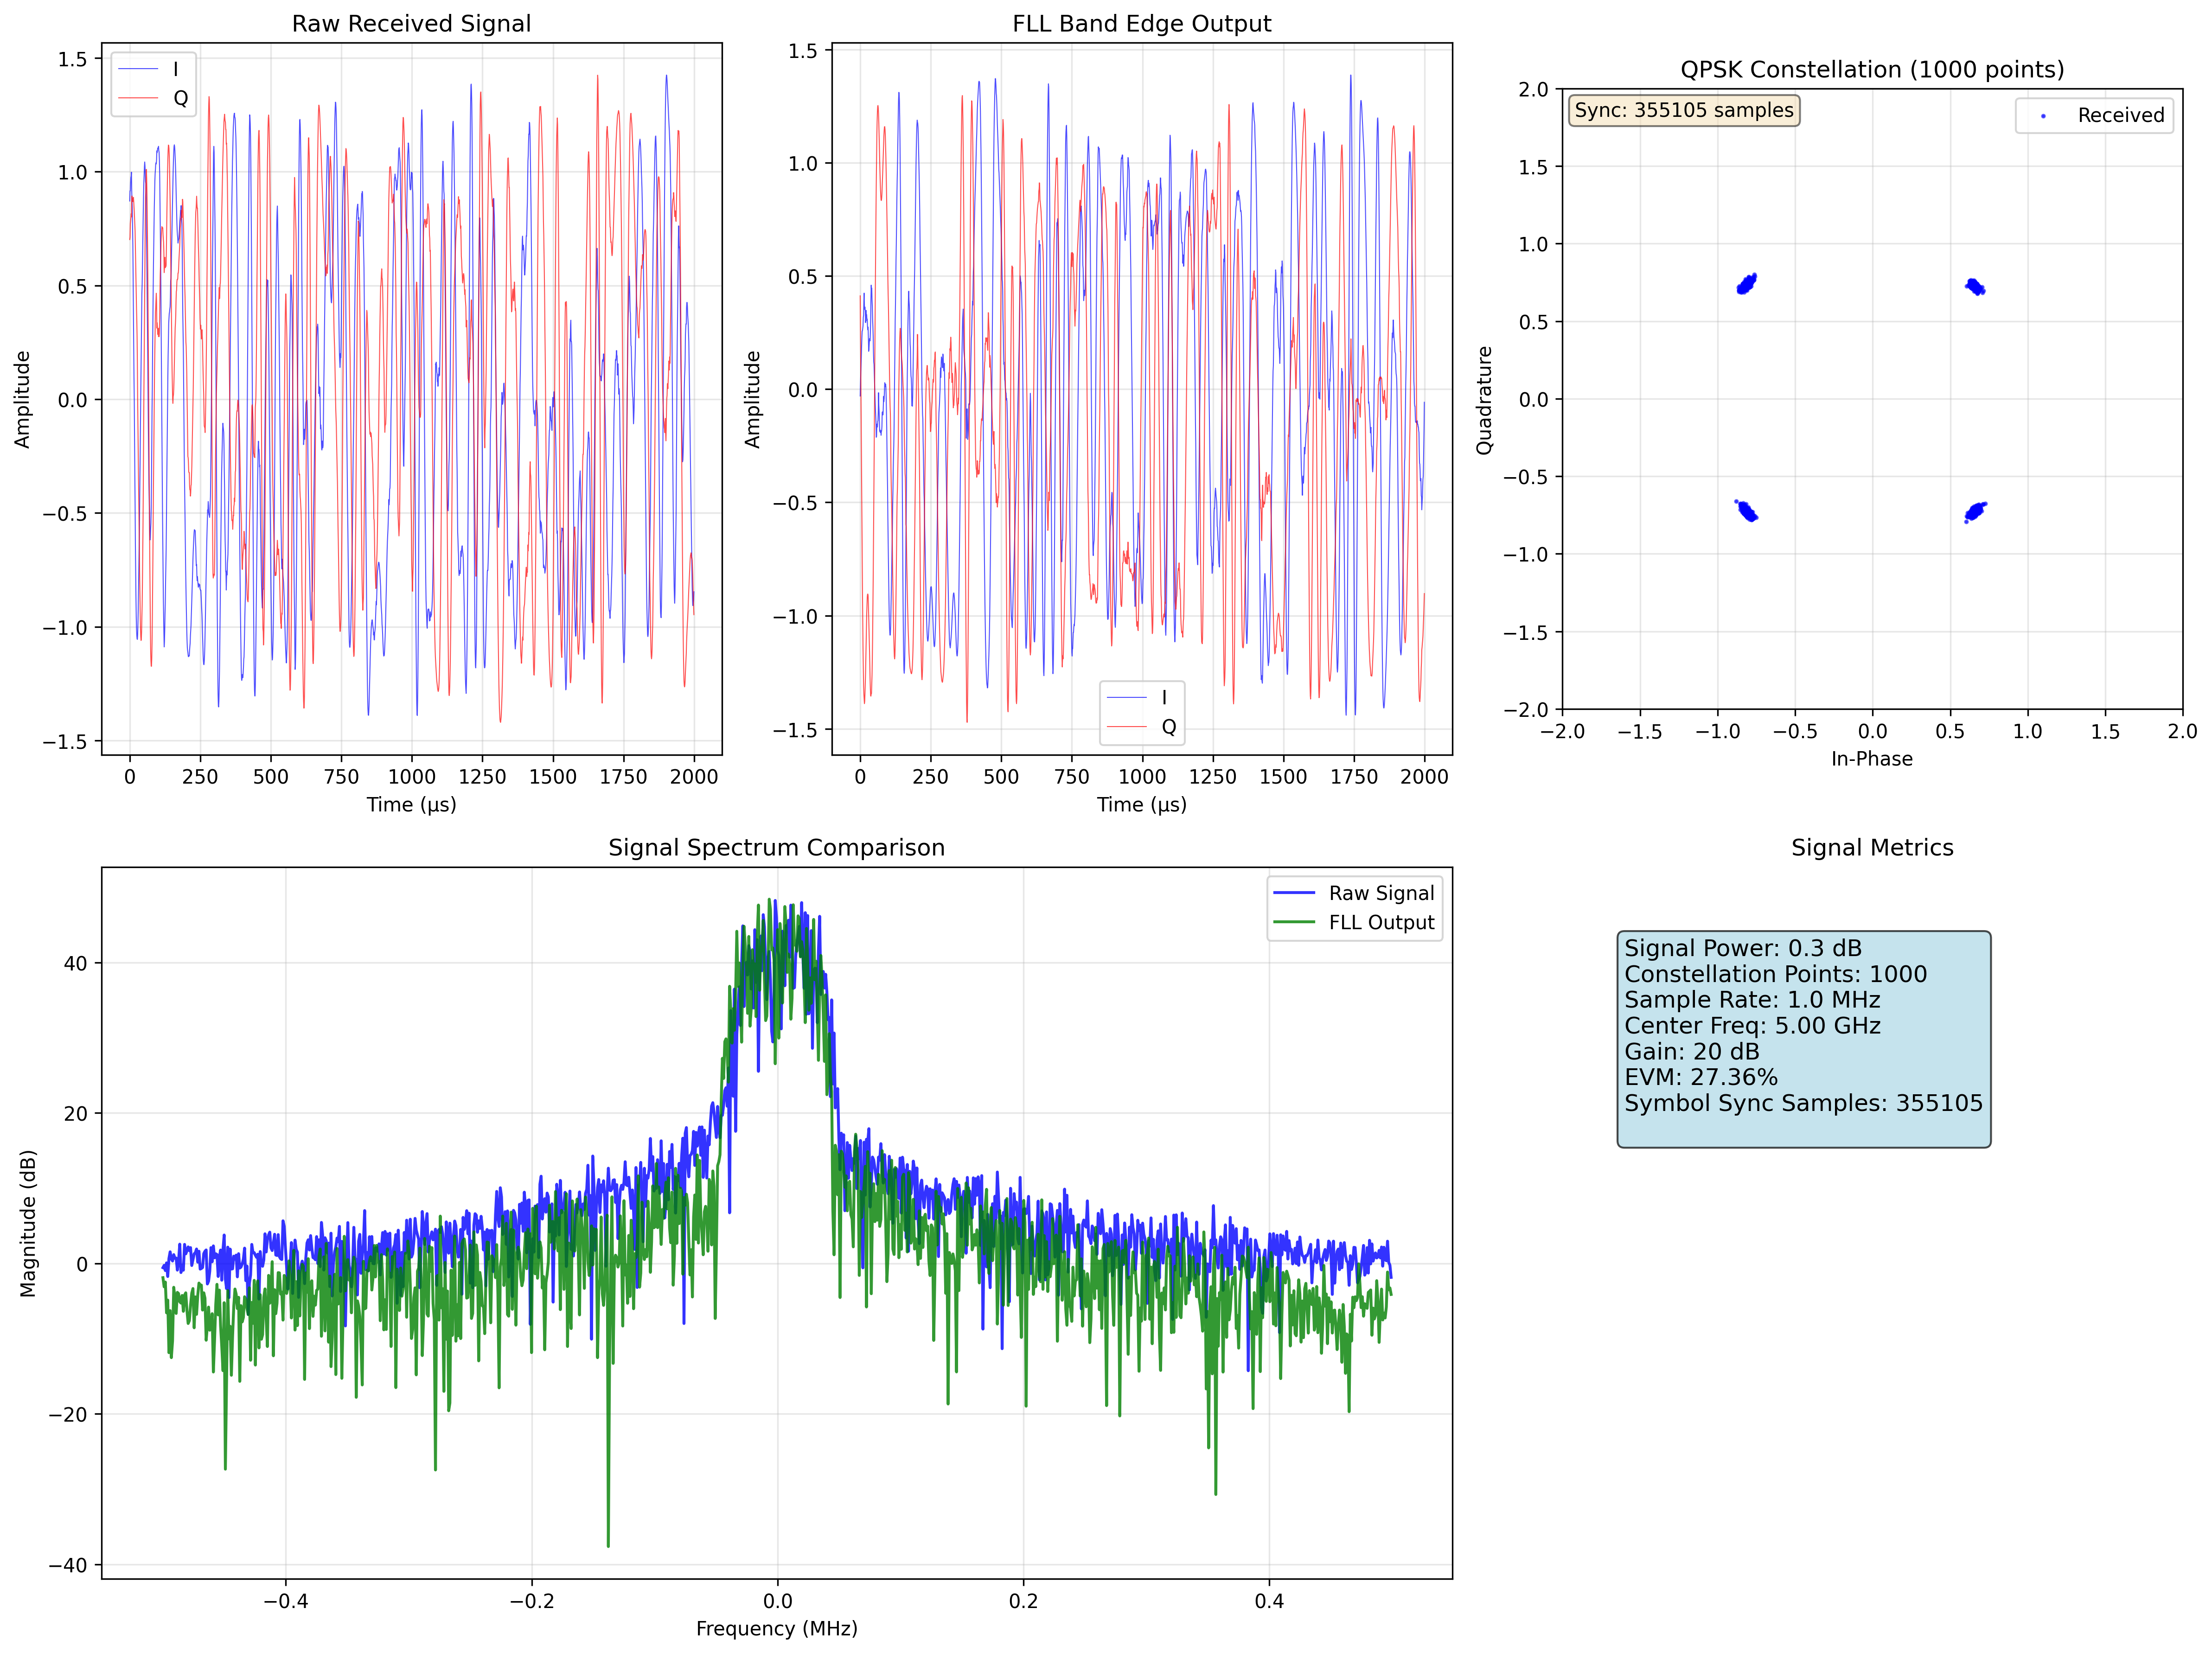 Raw Received Signal
I
Q
1.5
1.0
0.5
0.0
−0.5
−1.0
−1.5
Amplitude
0 250 500 750 1000 1250 1500 1750 2000
Time (µs)
FLL Band Edge Output
1.5
1.0
0.5
0.0
−0.5
−1.0
−1.5
Amplitude
I
Q
0 250 500 750 1000 1250 1500 1750 2000
Time (µs)
QPSK Constellation (1000 points)
Sync: 355105 samples
Received
2.0
1.5
1.0
0.5
0.0
−0.5
−1.0
−1.5
−2.0
Quadrature
−2.0 −1.5 −1.0 −0.5 0.0 0.5 1.0 1.5 2.0
In-Phase
Signal Spectrum Comparison
Raw Signal
FLL Output
40
20
0
−20
−40
Magnitude (dB)
−0.4 −0.2 0.0 0.2 0.4
Frequency (MHz)
Signal Metrics
Signal Power: 0.3 dB
Constellation Points: 1000
Sample Rate: 1.0 MHz
Center Freq: 5.00 GHz
Gain: 20 dB
EVM: 27.36%
Symbol Sync Samples: 355105